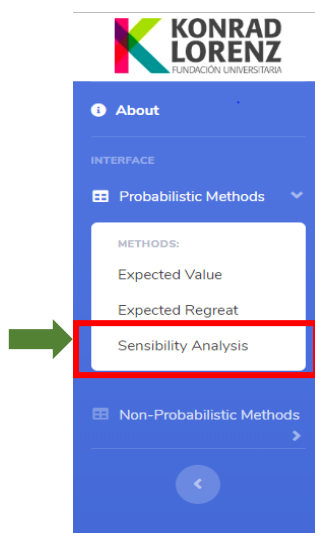 KONRAD
LORENZ
FUNDACIÓN UNIVERSITARIA
About
INTERFACE
Probabilistic Methods
METHODS:
Expected Value
Expected Regreat
Sensibility Analysis
Non-Probabilistic Methods